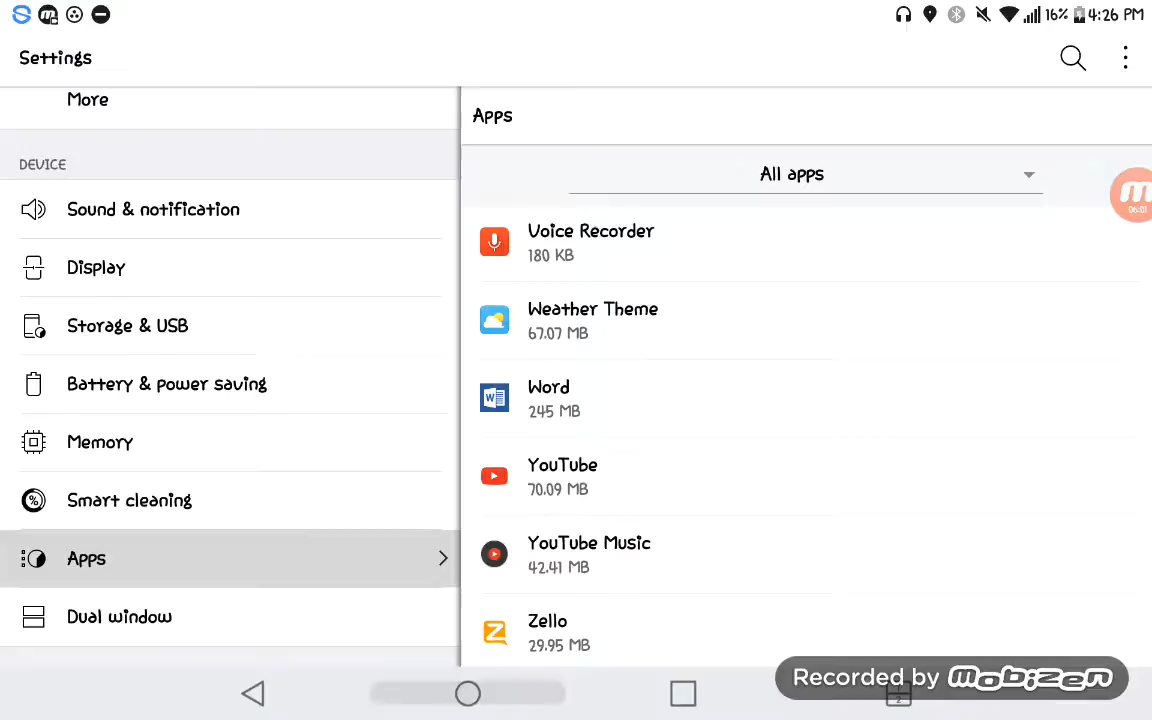 16% 4:26 PM
Settings
More
DEVICE
Sound & notification
Display
Storage & USB
Battery & power saving
Memory
Smart cleaning
Apps
Dual window
Apps
All apps
Voice Recorder
180 KB
Weather Theme
67.07 MB
Word
245 MB
YouTube
70.09 MB
YouTube Music
42.41 MB
Zello
29.95 MB
06:01
Recorded by mobizen